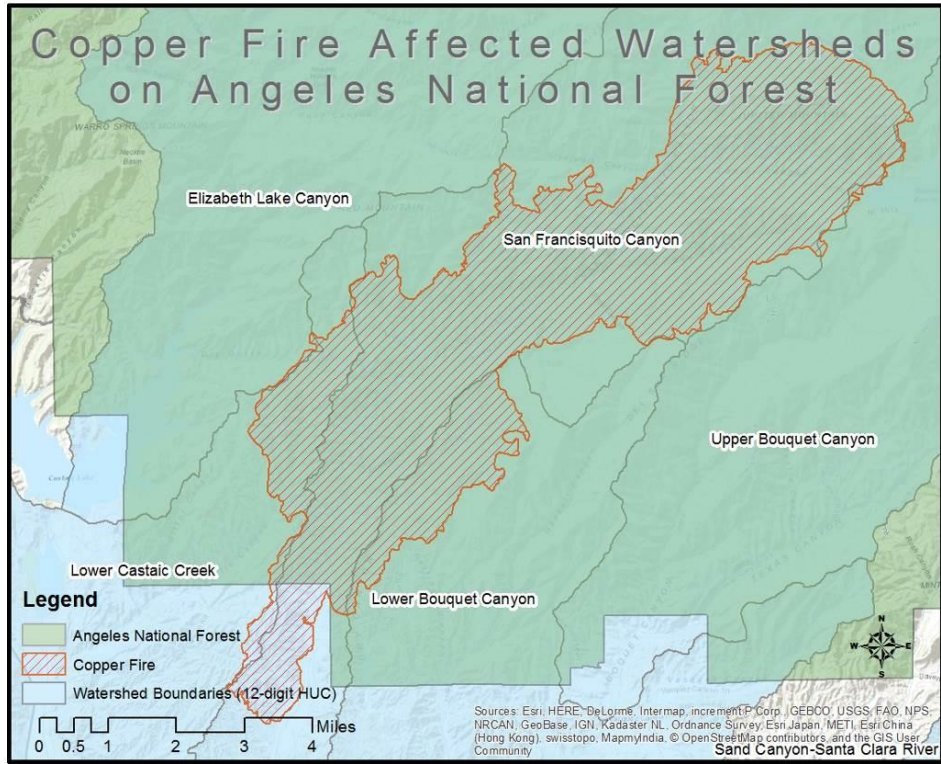 Copper Fire Affected Watersheds
on Angeles National Forest
Elizabeth Lake Canyon
San Francisquito Canyon
Upper Bouquet Canyon
Lower Castaic Creek
Lower Bouquet Canyon
Legend
Angeles National Forest
Copper Fire
Watershed Boundaries (12-digit HUC)
Miles
0 0.5 1 2 3 4
N
W E
S
Sources: Esri, HERE, DeLorme, Intermap, increment P Corp., GEBCO, USGS, FAO, NPS,
NRCAN, GeoBase, IGN, Kadaster NL, Ordnance Survey, Esri Japan, METI, Esri China
(Hong Kong), swisstopo, MapmyIndia, © OpenStreetMap contributors, and the GIS User
Community
Sand Canyon-Santa Clara River